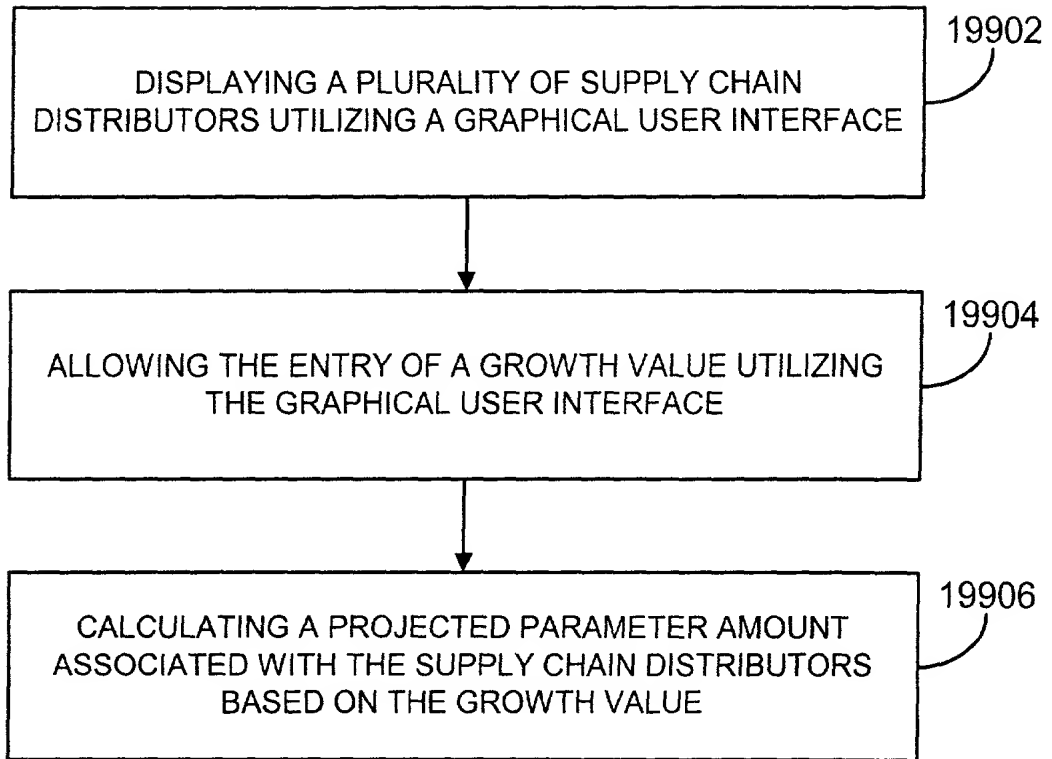 19902
DISPLAYING A PLURALITY OF SUPPLY CHAIN
DISTRIBUTORS UTILIZING A GRAPHICAL USER INTERFACE
19904
ALLOWING THE ENTRY OF A GROWTH VALUE UTILIZING
THE GRAPHICAL USER INTERFACE
19906
CALCULATING A PROJECTED PARAMETER AMOUNT
ASSOCIATED WITH THE SUPPLY CHAIN DISTRIBUTORS
BASED ON THE GROWTH VALUE